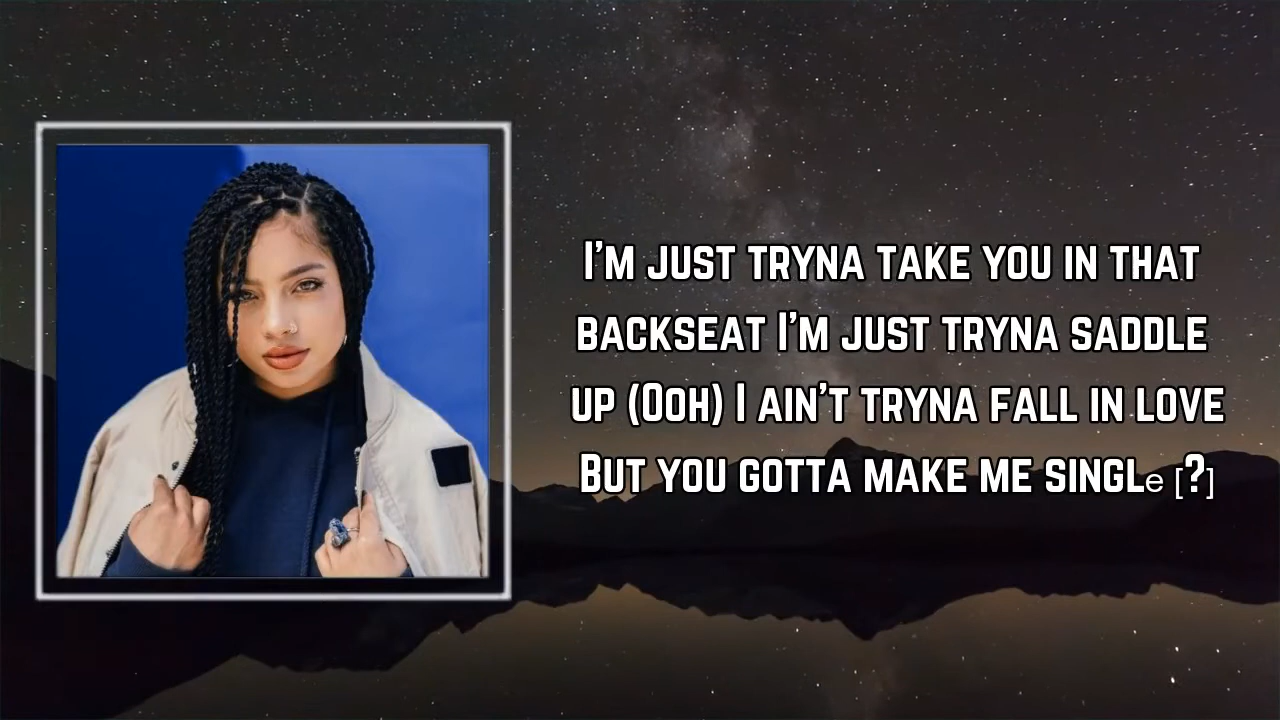 I'm just tryna take you in that
backseat I'm just tryna saddle
up (Ooh) I ain't tryna fall in love
But you gotta make me single [?]